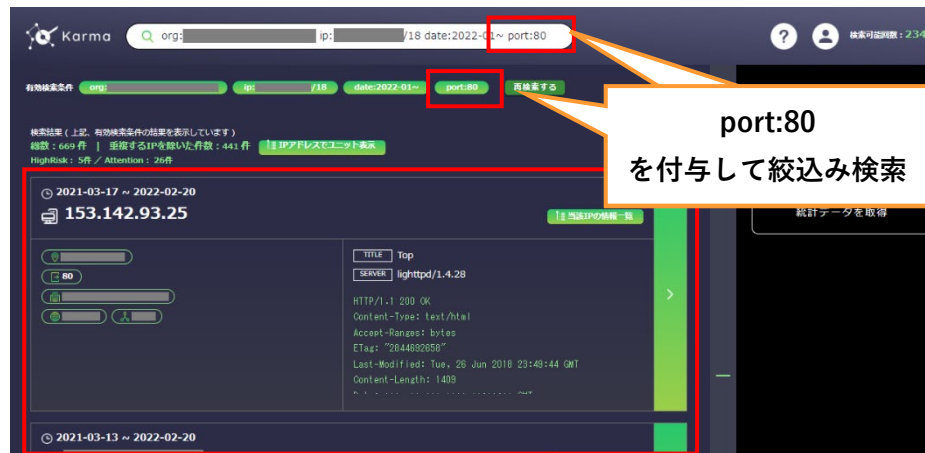 Karma
org: ip: /18 date:2022-01~ port:80
検索可能回数:234
有効検索条件 org: ip: /18 date:2022-01~ port:80 再検索する
port:80
を付与して絞込み検索
検索結果 ( 上記、有効検索条件の結果を表示しています )
総数:669 件 | 重複するIPを除いた件数:441 件 IPアドレスでユニット表示
HighRisk: 5件 / Attention: 26件
2021-03-17 ~ 2022-02-20
153.142.93.25
当該IPの情報一覧
統計データを取得
80
TITLE Top
SERVER lighttpd/1.4.28
HTTP/1.1 200 OK
Content-Type: text/html
Accept-Ranges: bytes
ETag: "2844692658"
Last-Modified: Tue, 26 Jun 2018 23:49:44 GMT
Content-Length: 1409
2021-03-13 ~ 2022-02-20